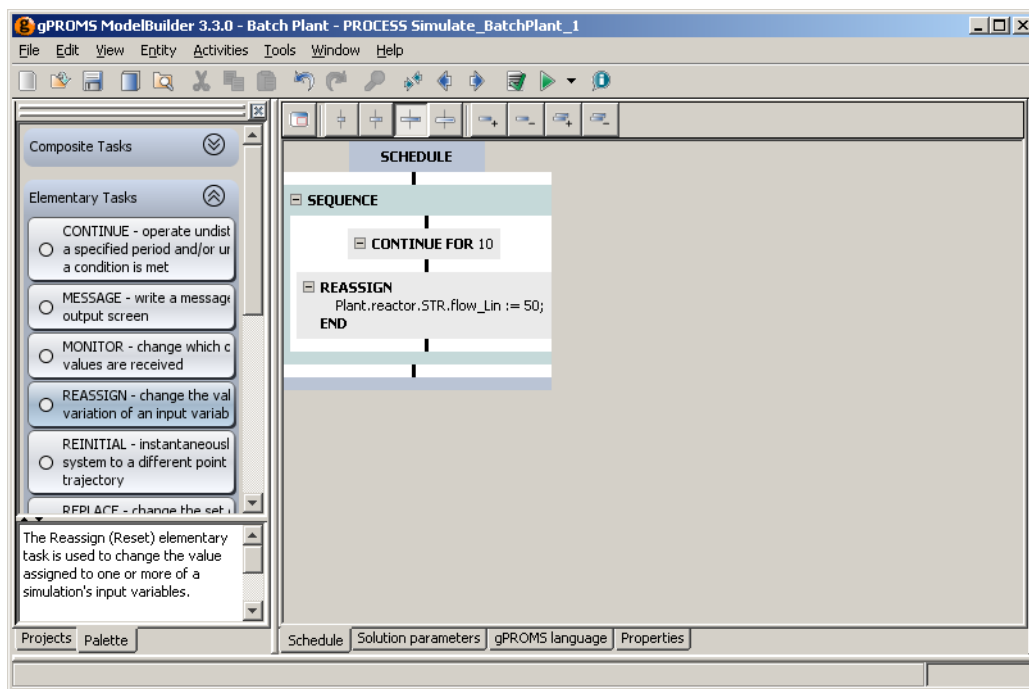 gPROMS ModelBuilder 3.3.0 - Batch Plant - PROCESS Simulate_BatchPlant_1
File Edit View Entity Activities Tools Window Help
Composite Tasks
Elementary Tasks
CONTINUE - operate undist
a specified period and/or un
a condition is met
MESSAGE - write a message
output screen
MONITOR - change which c
values are received
REASSIGN - change the val
variation of an input variab
REINITIAL - instantaneousl
system to a different point
trajectory
REPLACE - change the set
The Reassign (Reset) elementary
task is used to change the value
assigned to one or more of a
simulation's input variables.
Projects Palette
SCHEDULE
SEQUENCE
CONTINUE FOR 10
REASSIGN
Plant.reactor.STR.flow_Lin := 50;
END
Schedule Solution parameters gPROMS language Properties